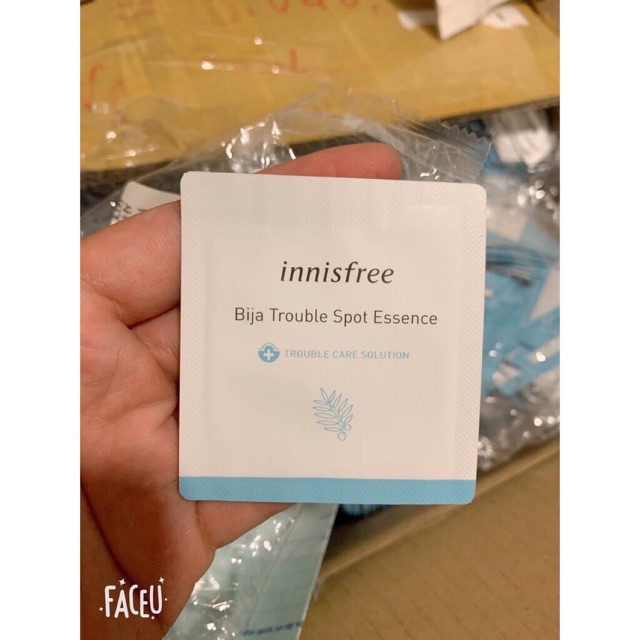 innisfree
Bija Trouble Spot Essence
TROUBLE CARE SOLUTION
FACEU